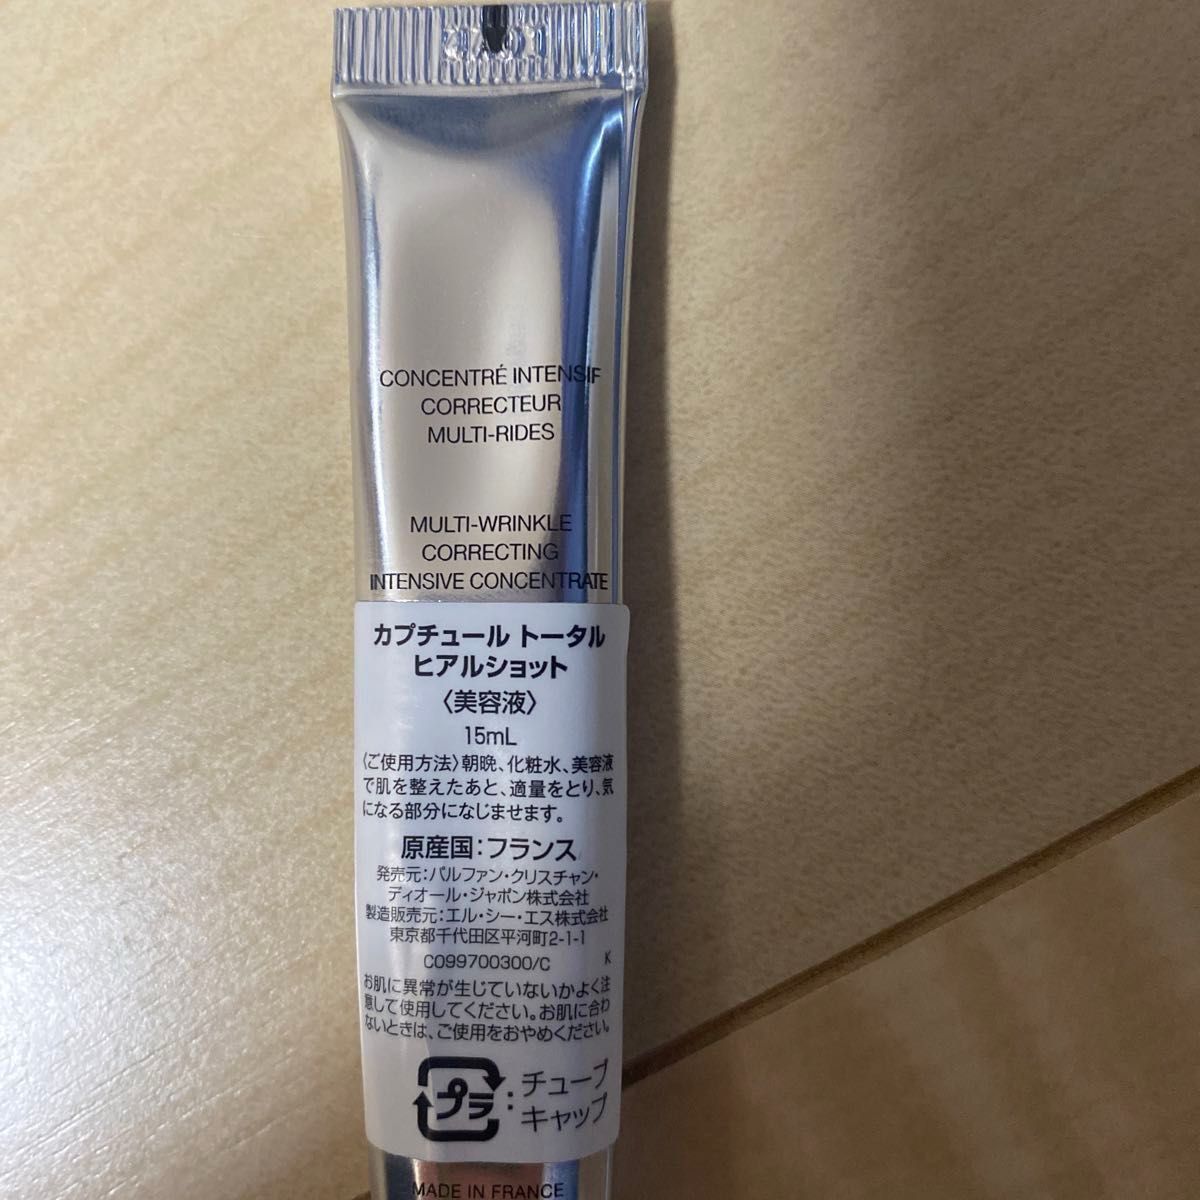 CONCENTRÉ INTENSIF
CORRECTEUR
MULTI-RIDES
MULTI-WRINKLE
CORRECTING
INTENSIVE CONCENTRATE
カプチュール トータル
ヒアルショット
〈美容液〉
15mL
〈ご使用方法〉朝晩、化粧水、美容液
で肌を整えたあと、適量をとり、気
になる部分になじませます。
原産国:フランス
発売元:パルファン・クリスチャン・
ディオール・ジャポン株式会社
製造販売元:エル・シー・エス株式会社
東京都千代田区平河町2-1-1
C099700300/C K
お肌に異常が生じていないかよく注
意して使用してください。お肌に合わ
ないときは、ご使用をおやめください。
プラ:チューブ
キャップ
MADE IN FRANCE